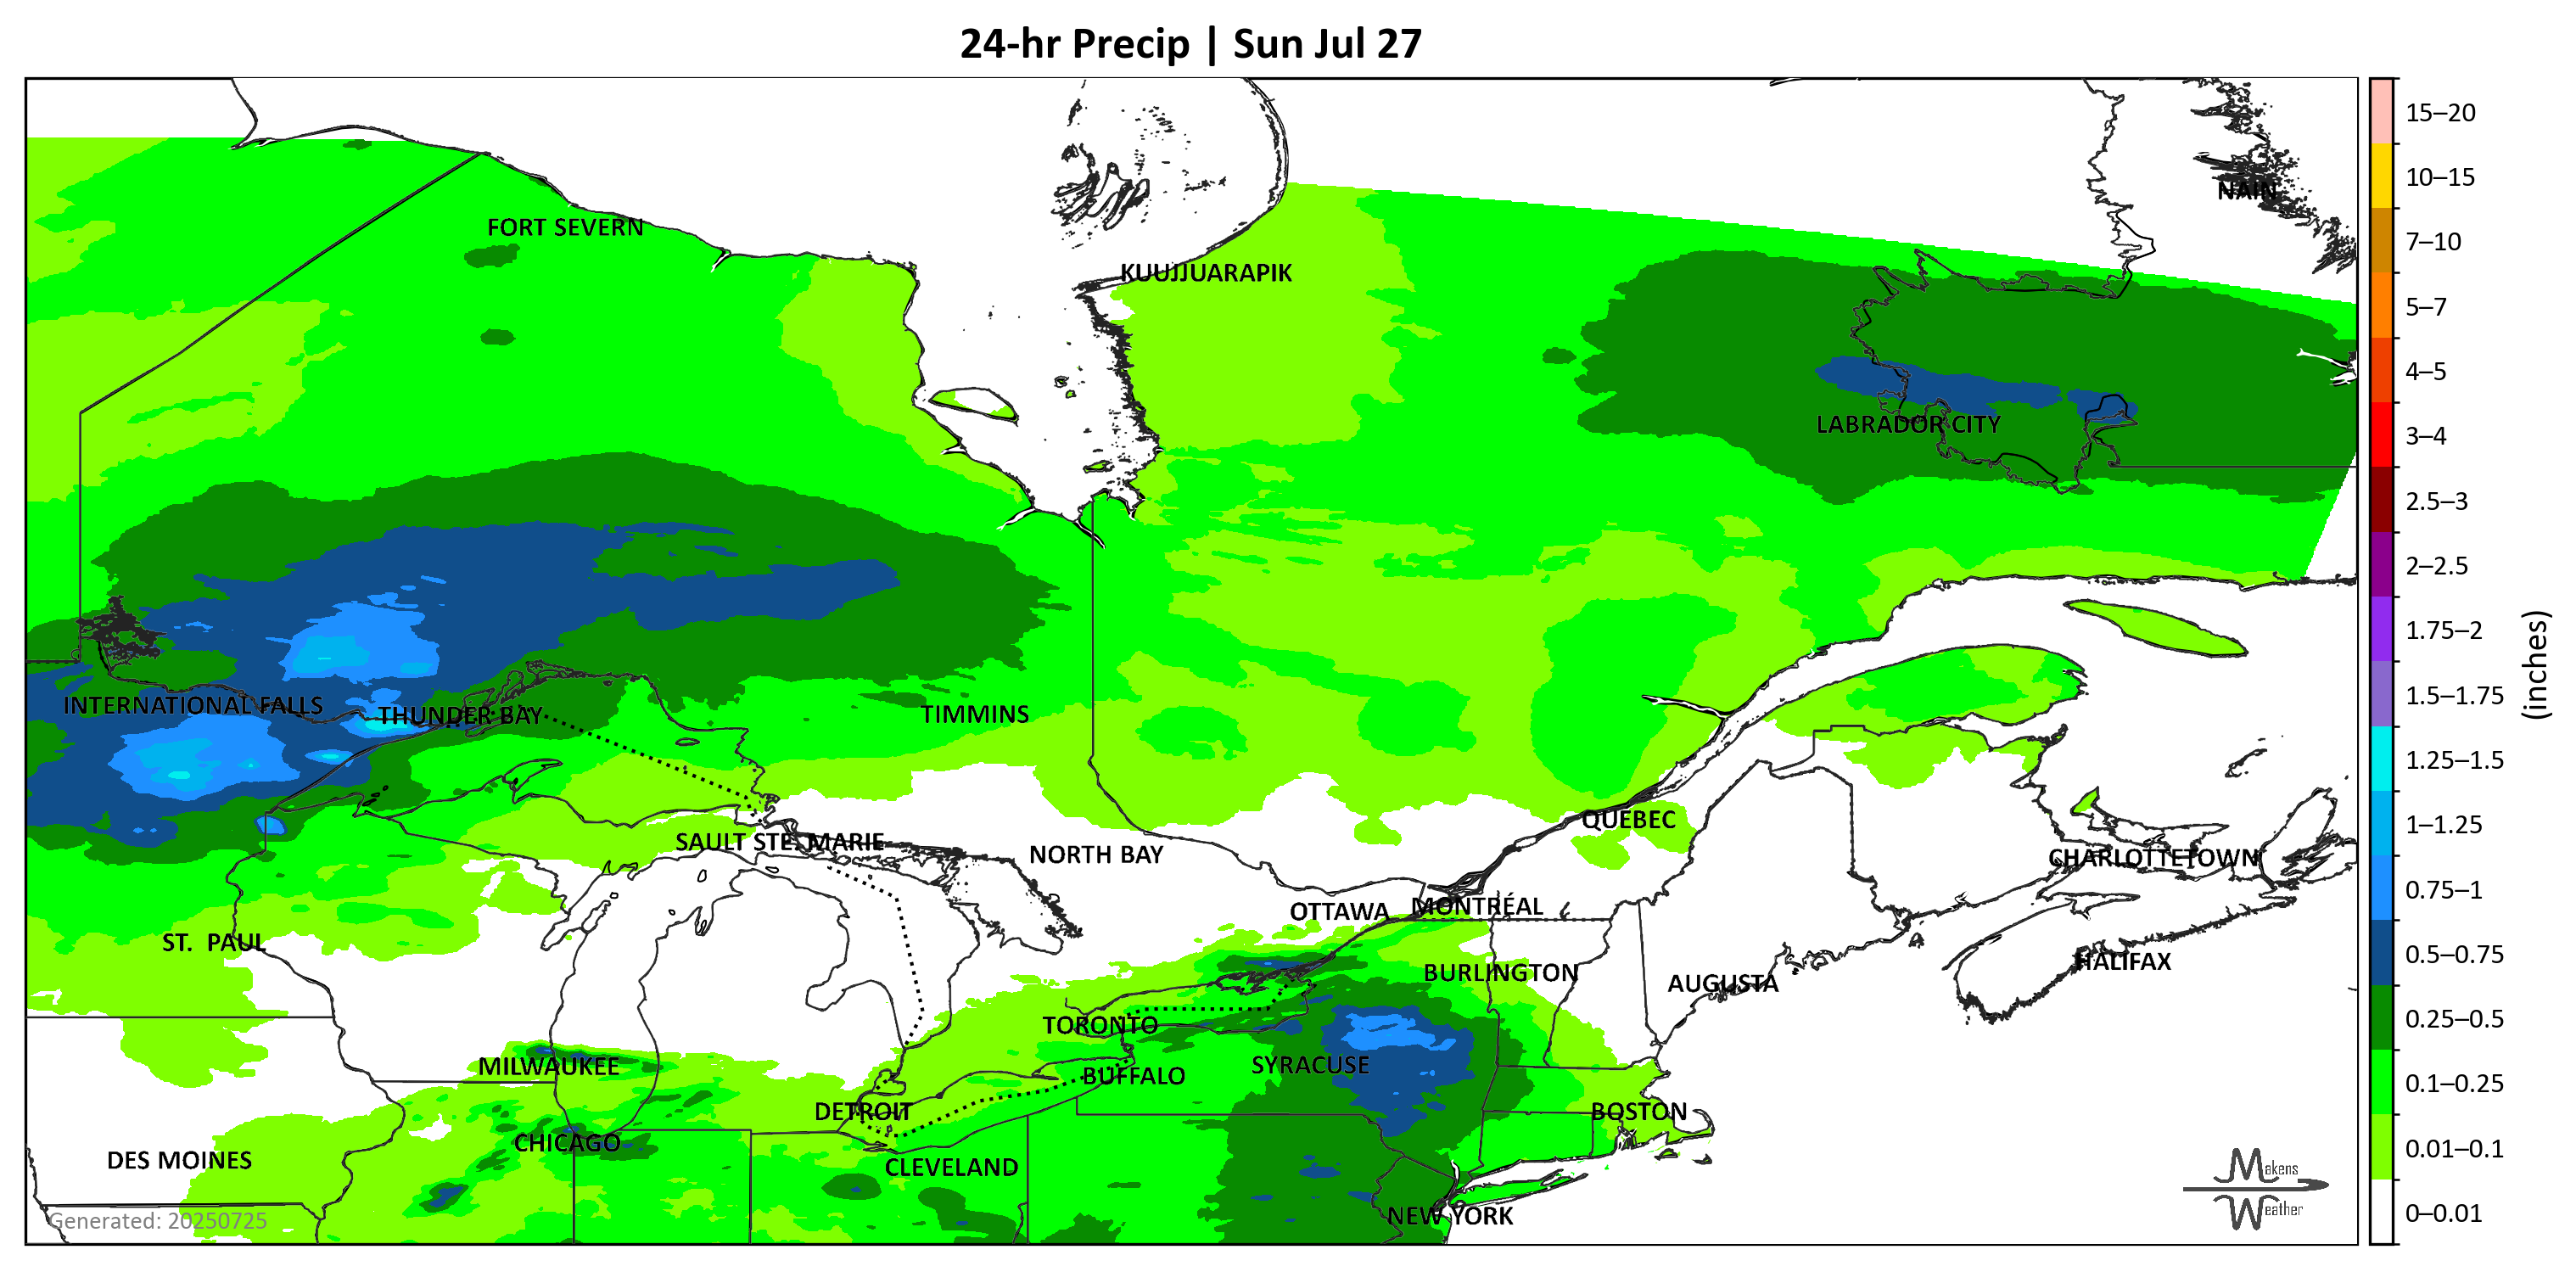 24-hr Precip | Sun Jul 27
15–20
NAIN
10–15
FORT SEVERN
7–10
KUUJJUARAPIK
5–7
4–5
LABRADOR CITY
3–4
2.5–3
2–2.5
1.75–2
(inches)
1.5–1.75
INTERNATIONAL FALLS
THUNDER BAY
TIMMINS
1.25–1.5
QUEBEC
1–1.25
SAULT STE. MARIE
NORTH BAY
CHARLOTTETOWN
0.75–1
OTTAWA
MONTRÉAL
ST. PAUL
0.5–0.75
HALIFAX
BURLINGTON
AUGUSTA
0.25–0.5
TORONTO
MILWAUKEE
SYRACUSE
BUFFALO
0.1–0.25
DETROIT
BOSTON
CHICAGO
0.01–0.1
DES MOINES
CLEVELAND
Makens
Weather
0–0.01
NEW YORK
Generated: 20250725